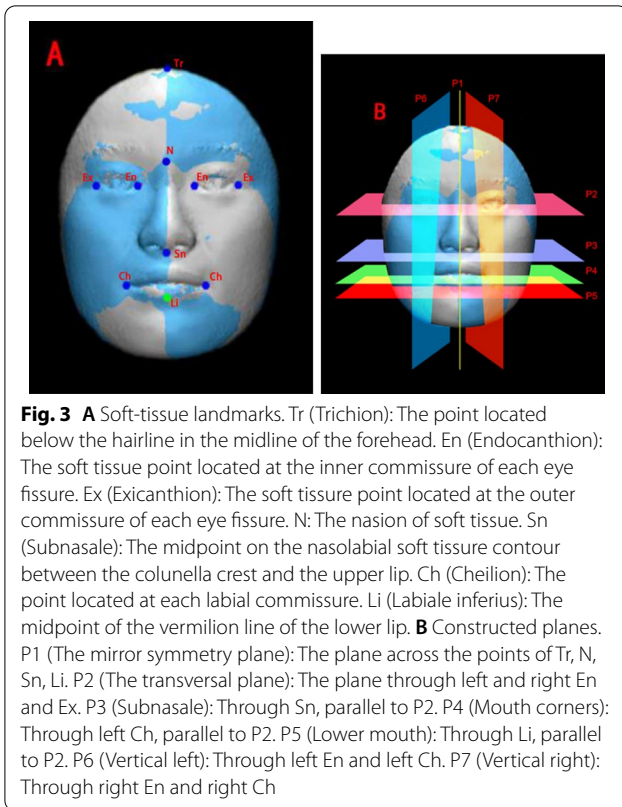 A
Tr
N
Ex
En
En
Ex
Sn
Ch
Ch
Li
B
P1
P6
P7
P2
P3
P4
P5
Fig. 3 A Soft-tissue landmarks. Tr (Trichion): The point located
below the hairline in the midline of the forehead. En (Endocanthion):
The soft tissue point located at the inner commissure of each eye
fissure. Ex (Exicanthion): The soft tissure point located at the outer
commissure of each eye fissure. N: The nasion of soft tissue. Sn
(Subnasale): The midpoint on the nasolabial soft tissure contour
between the colunella crest and the upper lip. Ch (Cheilion): The
point located at each labial commissure. Li (Labiale inferius): The
midpoint of the vermilion line of the lower lip. B Constructed planes.
P1 (The mirror symmetry plane): The plane across the points of Tr, N,
Sn, Li. P2 (The transversal plane): The plane through left and right En
and Ex. P3 (Subnasale): Through Sn, parallel to P2. P4 (Mouth corners):
Through left Ch, parallel to P2. P5 (Lower mouth): Through Li, parallel
to P2. P6 (Vertical left): Through left En and left Ch. P7 (Vertical right):
Through right En and right Ch